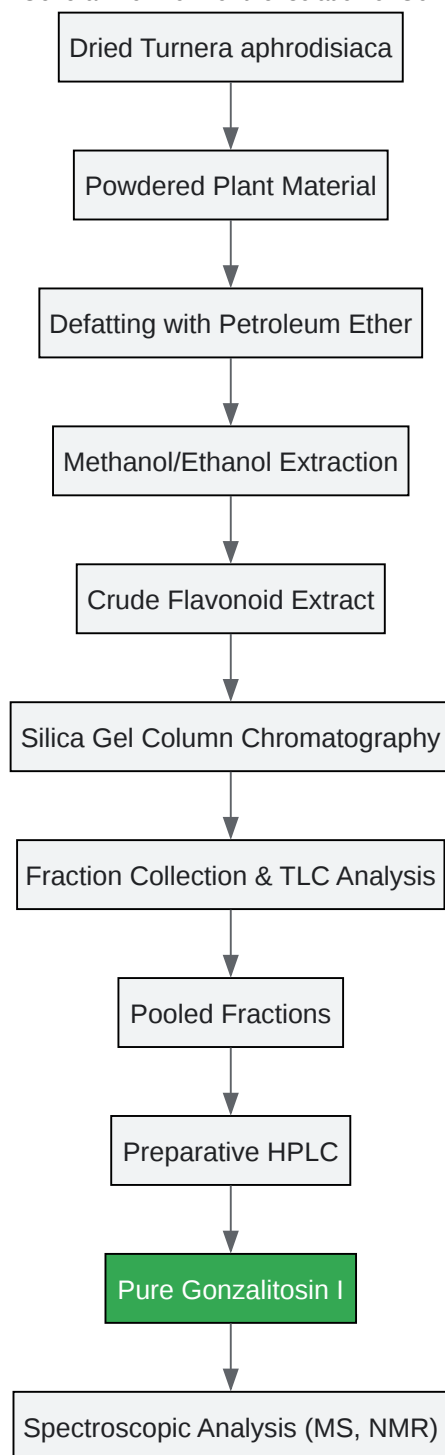 Dried Turnera aphrodisiaca
Powdered Plant Material
Defatting with Petroleum Ether
Methanol/Ethanol Extraction
Crude Flavonoid Extract
Silica Gel Column Chromatography
Fraction Collection & TLC Analysis
Pooled Fractions
Preparative HPLC
Pure Gonzalitosin I
Spectroscopic Analysis (MS, NMR)